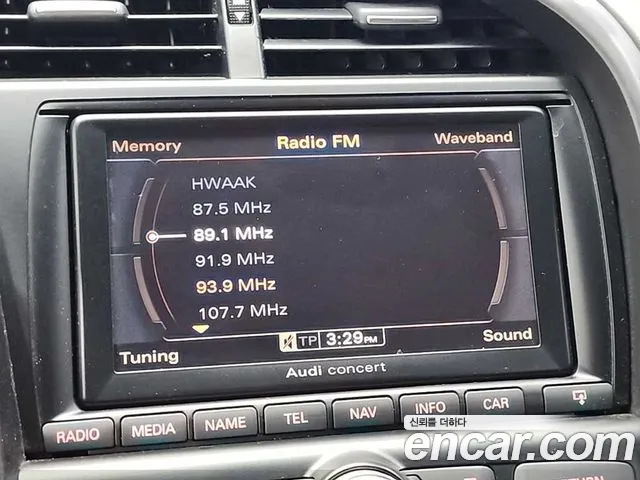 Memory
Radio FM
Waveband
HWAAK
87.5 MHz
89.1 MHz
91.9 MHz
93.9 MHz
107.7 MHz
TP 3:29PM
Tuning
Sound
Audi concert
RADIO
MEDIA
NAME
TEL
NAV
INFO
CAR
신뢰를 더하다
encar.com
RETURN